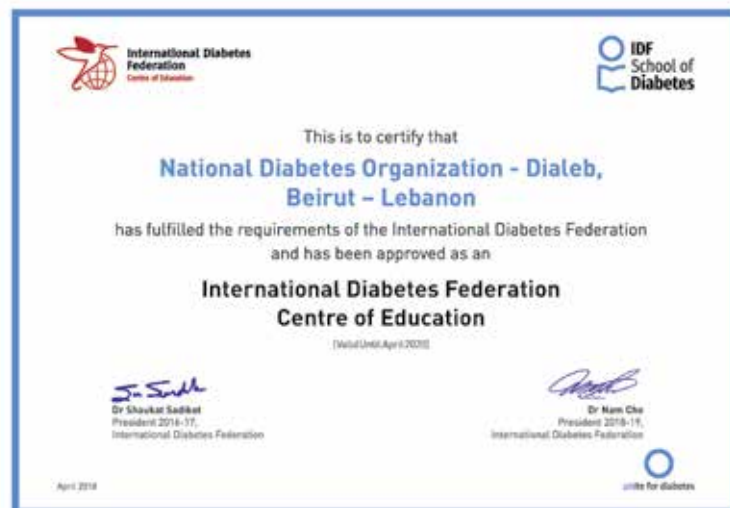 International Diabetes
Federation
Centre of Education
IDF
School of
Diabetes
This is to certify that
National Diabetes Organization - Dialeb,
Beirut – Lebanon
has fulfilled the requirements of the International Diabetes Federation
and has been approved as an
International Diabetes Federation
Centre of Education
(Valid Until April 2020)
Dr Shaukat Sadikot
President 2016-17,
International Diabetes Federation
Dr Nam Cho
President 2018-19,
International Diabetes Federation
April 2018
unite for diabetes